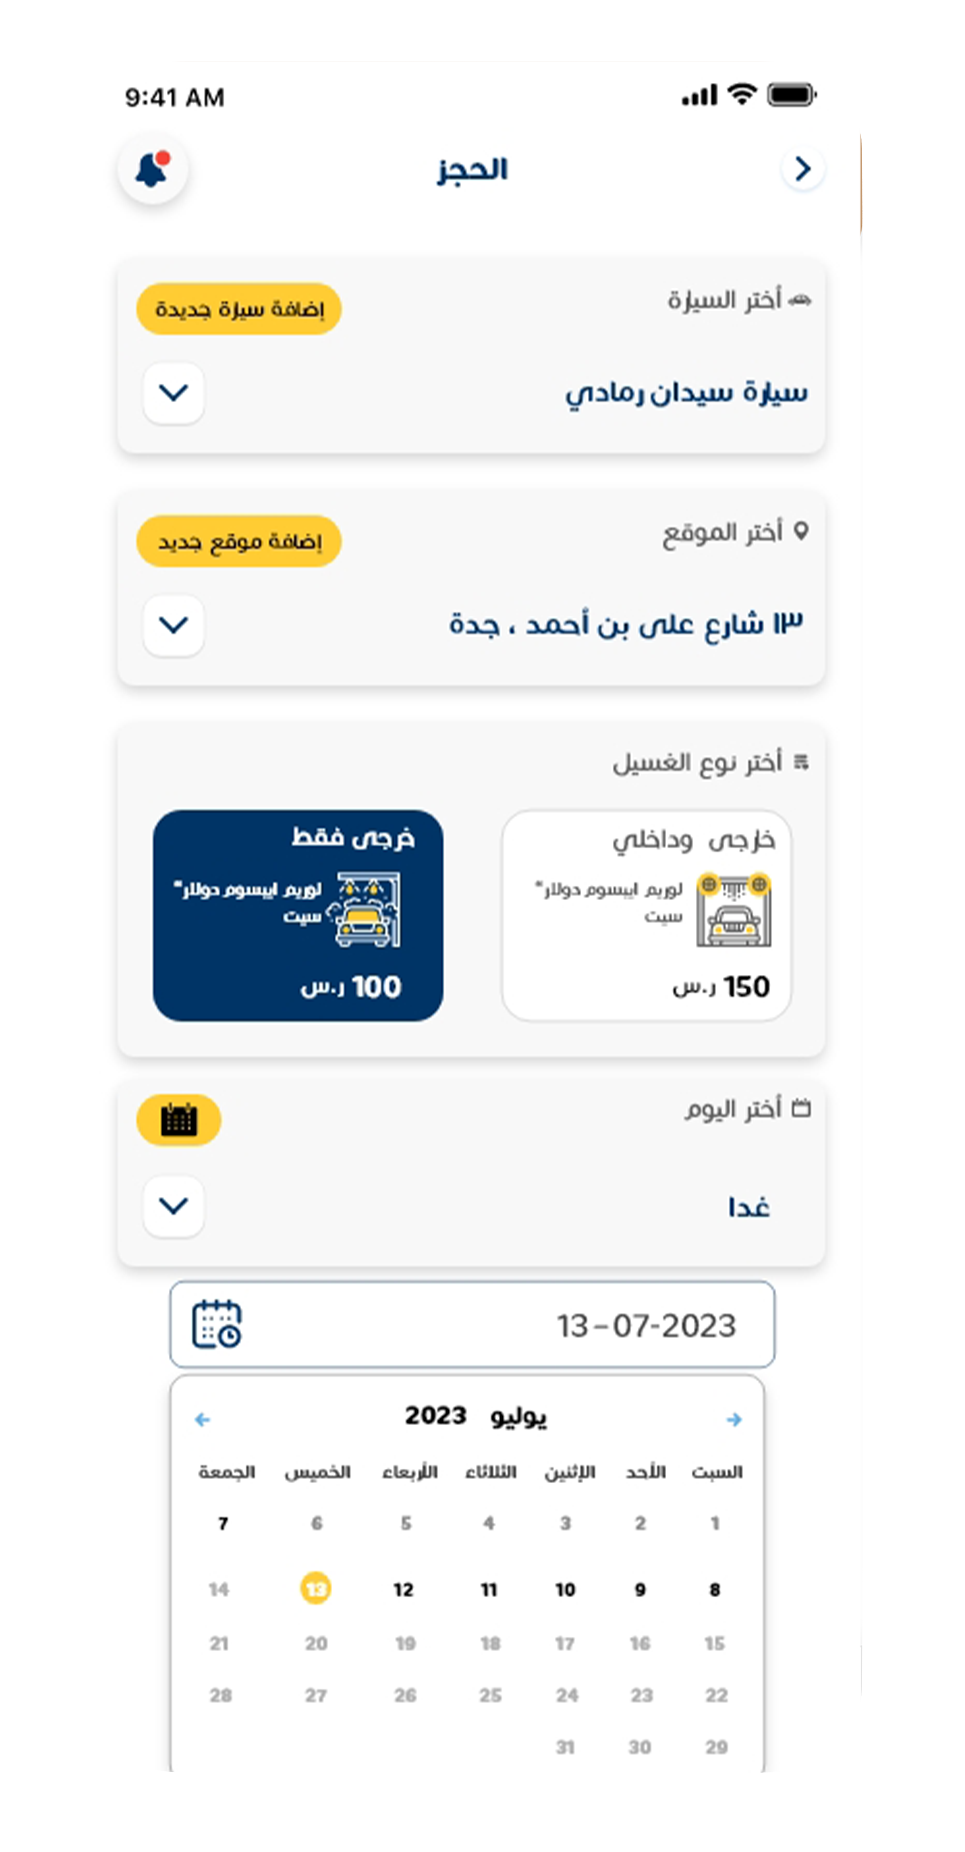 9:41 AM
الحجز
أختر السيارة
إضافة سيارة جديدة
سيارة سيدان رمادي
أختر الموقع
إضافة موقع جديد
١٣ شارع على بن أحمد ، جدة
أختر نوع الغسيل
خارجى وداخلي
لوريم ايبسوم دولار"
سيت
150 ر.س
خرجى فقط
لوريم ايبسوم دولار"
سيت
100 ر.س
أختر اليوم
غدا
13-07-2023
يوليو 2023
السبت الأحد الإثنين الثلاثاء الأربعاء الخميس الجمعة
1 2 3 4 5 6 7
8 9 10 11 12 13 14
15 16 17 18 19 20 21
22 23 24 25 26 27 28
29 30 31